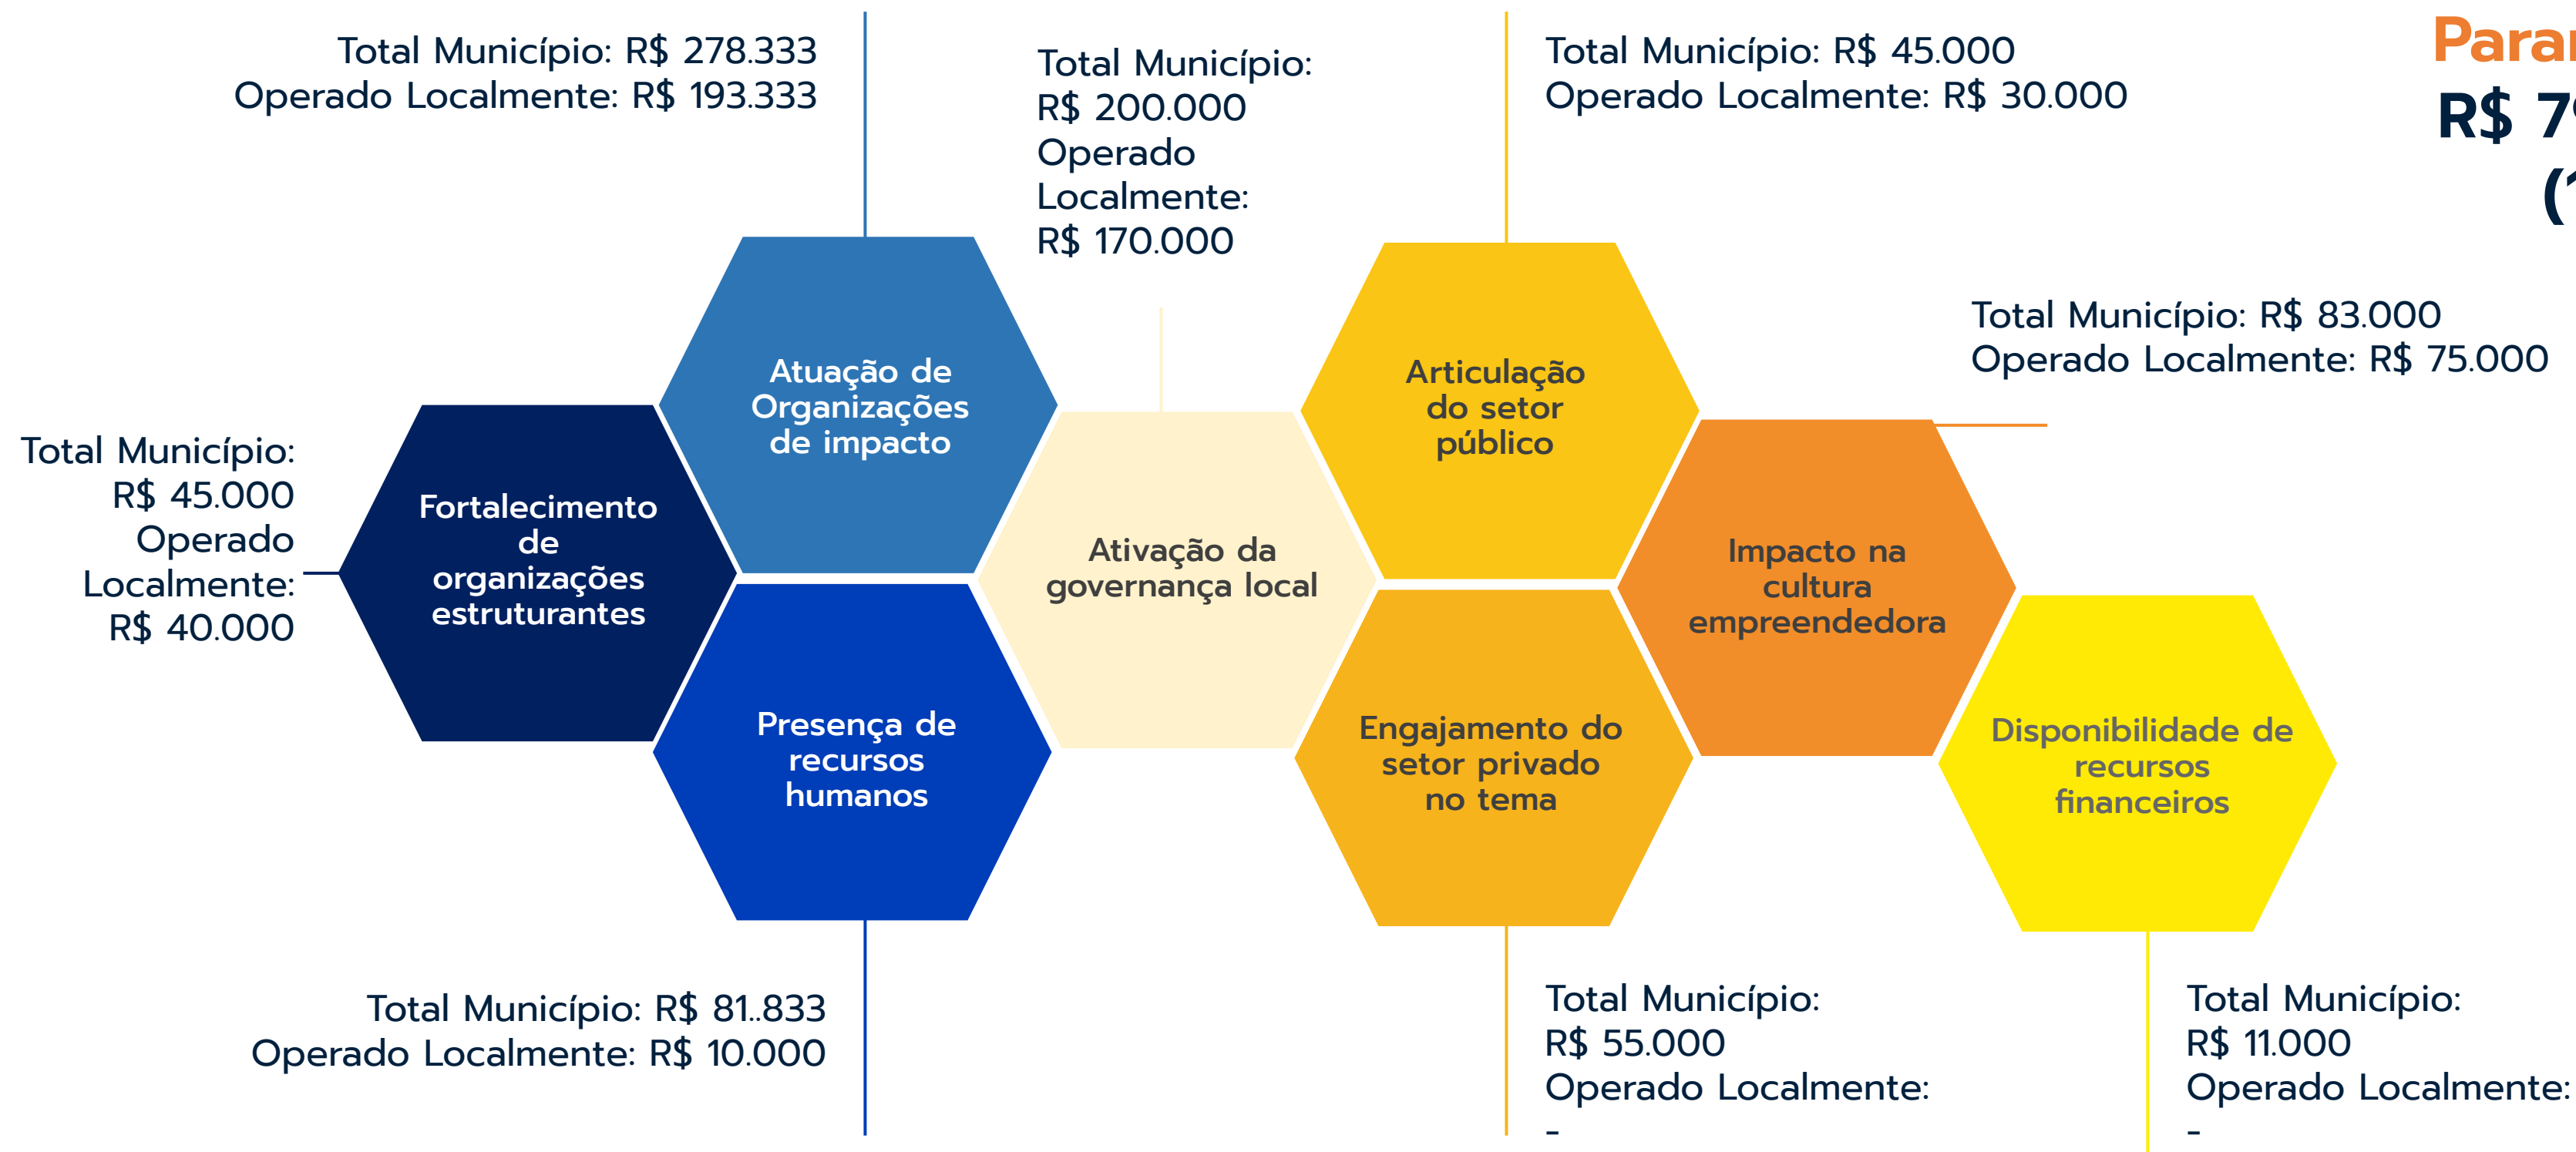 Total Município: R$ 278.333
Operado Localmente: R$ 193.333
Total Município:
R$ 200.000
Operado
Localmente:
R$ 170.000
Total Município: R$ 45.000
Operado Localmente: R$ 30.000
R$
Total Município: R$ 83.000
Operado Localmente: R$ 75.000
Total Município:
R$ 45.000
Operado
Localmente:
R$ 40.000
Fortalecimento
de
organizações
estruturantes
Atuação de
Organizações
de impacto
Presença de
recursos
humanos
Ativação da
governança local
Articulação
do setor
público
Engajamento do
setor privado
no tema
Impacto na
cultura
empreendedora
Disponibilidade de
recursos
financeiros
Total Município: R$ 81..833
Operado Localmente: R$ 10.000
Total Município:
R$ 55.000
Operado Localmente:
-
Total Município:
R$ 11.000
Operado Localmente:
-